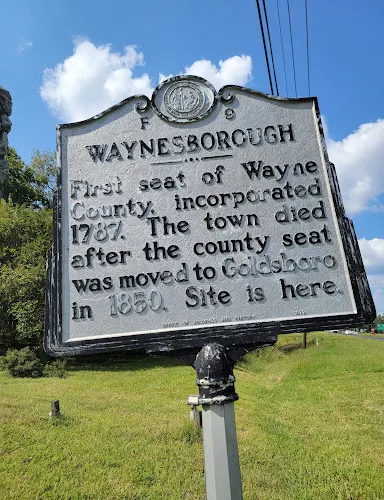 F 9
WAYNESBOROUGH
First seat of Wayne
County, incorporated
1787. The town died
after the county seat
was moved to Goldsboro
in 1850. Site is here.